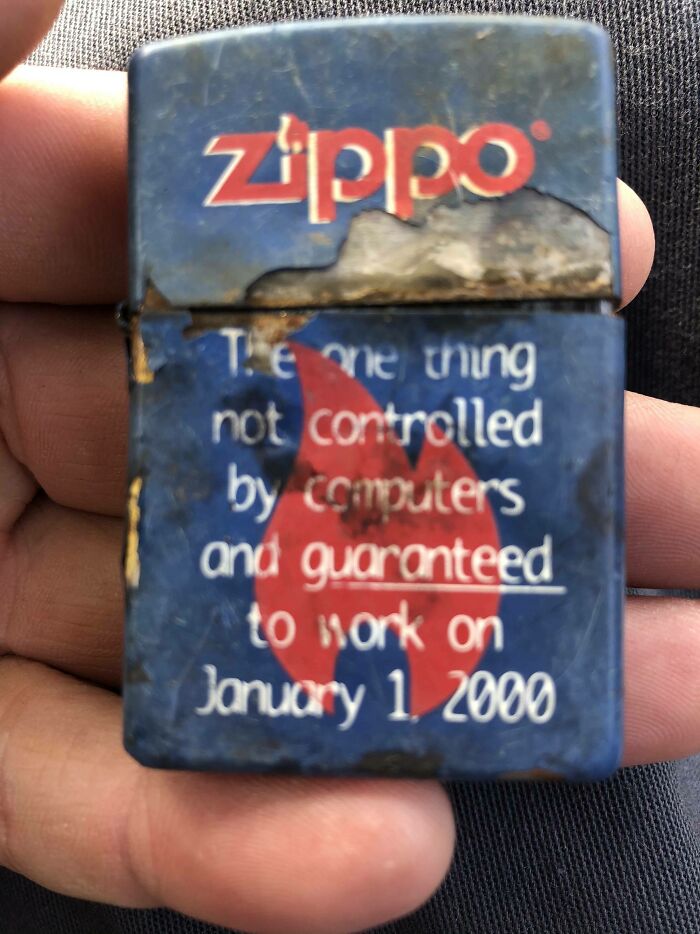 zippo
The one thing
not controlled
by computers
and guaranteed
to work on
January 1, 2000